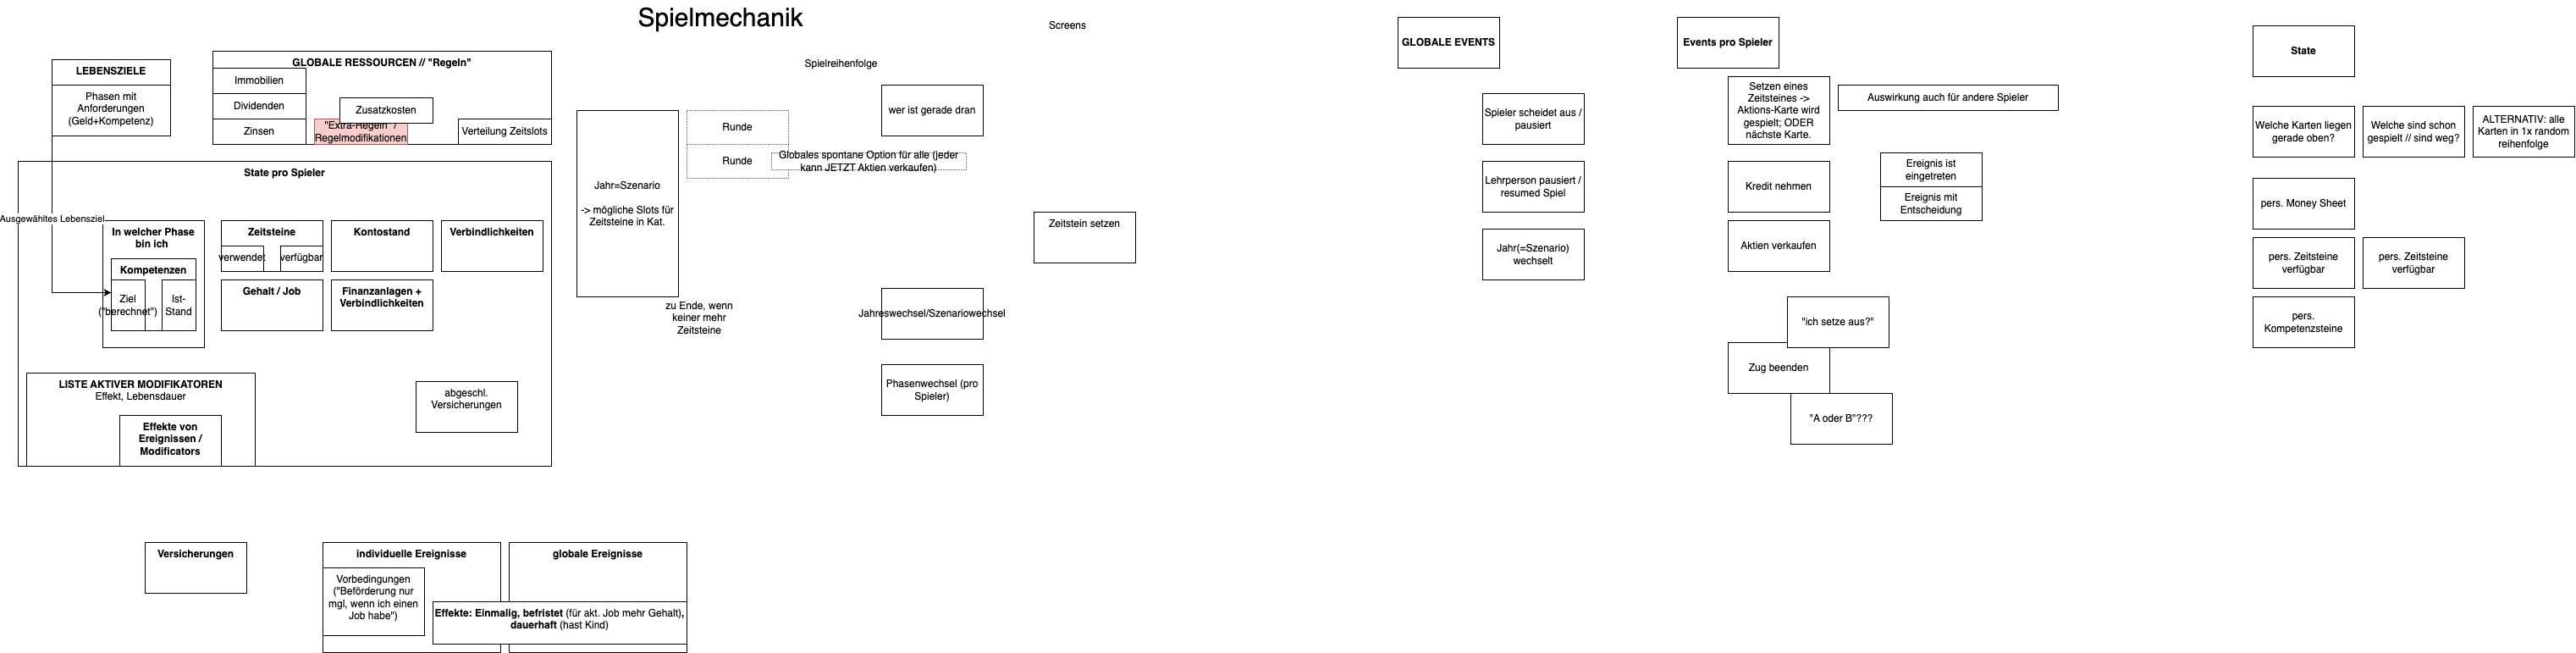 Spielmechanik
Screens
LEBENSZIELE
Phasen mit
Anforderungen
(Geld+Kompetenz)
GLOBALE RESSOURCEN // "Regeln"
Immobilien
Dividenden
Zinsen
Zusatzkosten
"Extra-Regeln" /
Regelmodifikationen
Verteilung Zeitslots
State pro Spieler
Ausgewähltes Lebensziel
In welcher Phase
bin ich
Kompetenzen
Ziel
("berechnet")
Ist-
Stand
Zeitsteine
verwendet
verfügbar
Kontostand
Verbindlichkeiten
Gehalt / Job
Finanzanlagen +
Verbindlichkeiten
LISTE AKTIVER MODIFIKATOREN
Effekt, Lebensdauer
Effekte von
Ereignissen /
Modificators
abgeschl.
Versicherungen
Versicherungen
individuelle Ereignisse
Vorbedingungen
("Beförderung nur
mgl, wenn ich einen
Job habe")
globale Ereignisse
Effekte: Einmalig, befristet (für akt. Job mehr Gehalt),
dauerhaft (hast Kind)
Spielreihenfolge
Jahr=Szenario
-> mögliche Slots für
Zeitsteine in Kat.
Runde
Runde
Globales spontane Option für alle (jeder
kann JETZT Aktien verkaufen)
zu Ende, wenn
keiner mehr
Zeitsteine
wer ist gerade dran
Jahreswechsel/Szenariowechsel
Phasenwechsel (pro
Spieler)
Zeitstein setzen
GLOBALE EVENTS
Spieler scheidet aus /
pausiert
Lehrperson pausiert /
resumed Spiel
Jahr(=Szenario)
wechselt
Events pro Spieler
Setzen eines
Zeitsteines ->
Aktions-Karte wird
gespielt; ODER
nächste Karte.
Auswirkung auch für andere Spieler
Kredit nehmen
Ereignis ist
eingetreten
Ereignis mit
Entscheidung
Aktien verkaufen
"ich setze aus?"
Zug beenden
"A oder B"???
State
Welche Karten liegen
gerade oben?
Welche sind schon
gespielt // sind weg?
ALTERNATIV: alle
Karten in 1x random
reihenfolge
pers. Money Sheet
pers. Zeitsteine
verfügbar
pers. Zeitsteine
verfügbar
pers.
Kompetenzsteine